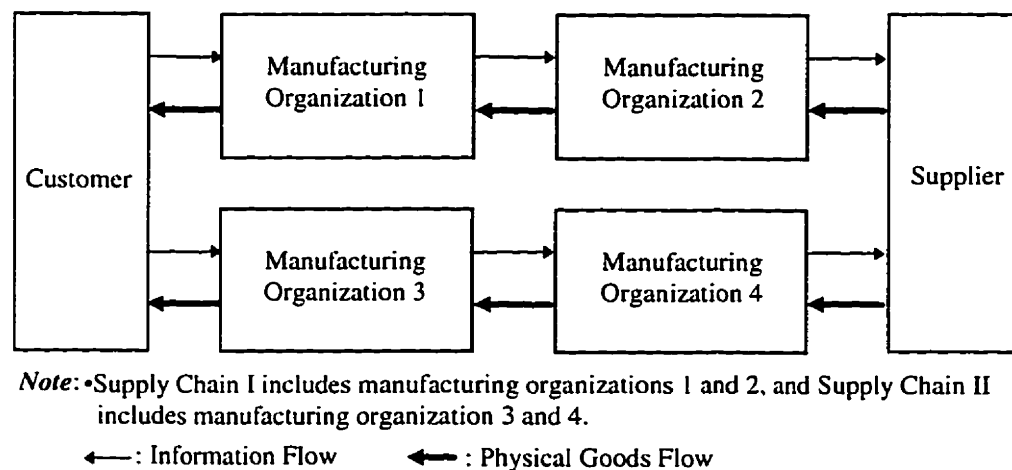 Customer
Manufacturing
Organization 1
Manufacturing
Organization 2
Supplier
Manufacturing
Organization 3
Manufacturing
Organization 4
Note: •Supply Chain I includes manufacturing organizations 1 and 2, and Supply Chain II
includes manufacturing organization 3 and 4.
: Information Flow : Physical Goods Flow